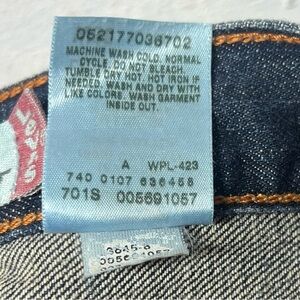 052177036702
MACHINE WASH COLD. NORMAL
CYCLE. DO NOT BLEACH.
TUMBLE DRY HOT. HOT IRON IF
NEEDED. WASH AND DRY WITH
LIKE COLORS. WASH GARMENT
INSIDE OUT.
A WPL-423
740 0107 636458
701S 005691057